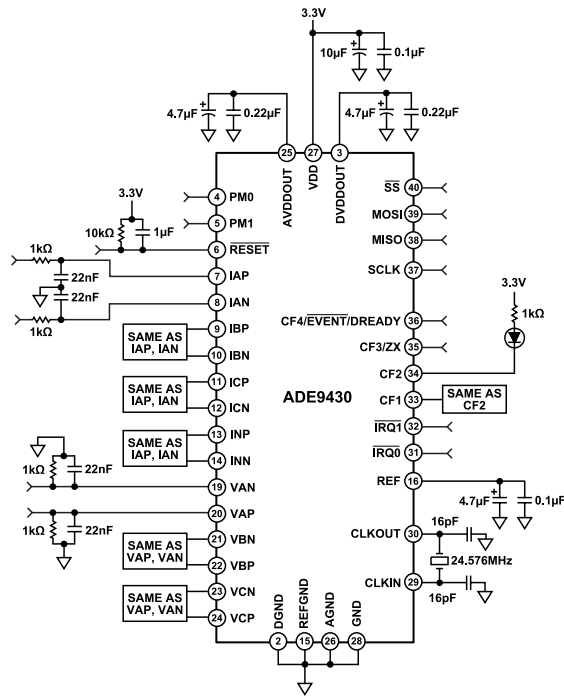 3.3V
10µF
+
0.1µF
4.7µF
+
0.22µF
4.7µF
+
0.22µF
25
27
3
AVDDOUT
VDD
DVDDOUT
4
PM0
5
PM1
3.3V
10kΩ
1µF
6
RESET
1kΩ
7
IAP
22nF
22nF
8
IAN
1kΩ
9
IBP
SAME AS
IAP, IAN
10
IBN
11
ICP
SAME AS
IAP, IAN
12
ICN
13
INP
SAME AS
IAP, IAN
14
INN
1kΩ
22nF
19
VAN
20
VAP
1kΩ
22nF
21
VBN
SAME AS
VAP, VAN
22
VBP
23
VCN
SAME AS
VAP, VAN
24
VCP
ADE9430
SS
40
MOSI
39
MISO
38
SCLK
37
CF4/EVENT/DREADY
36
CF3/ZX
35
3.3V
1kΩ
CF2
34
CF1
33
SAME AS
CF2
IRQ1
32
IRQ0
31
REF
16
4.7µF
+
0.1µF
CLKOUT
30
16pF
24.576MHz
CLKIN
29
16pF
DGND
REFGND
AGND
GND
2
15
26
28